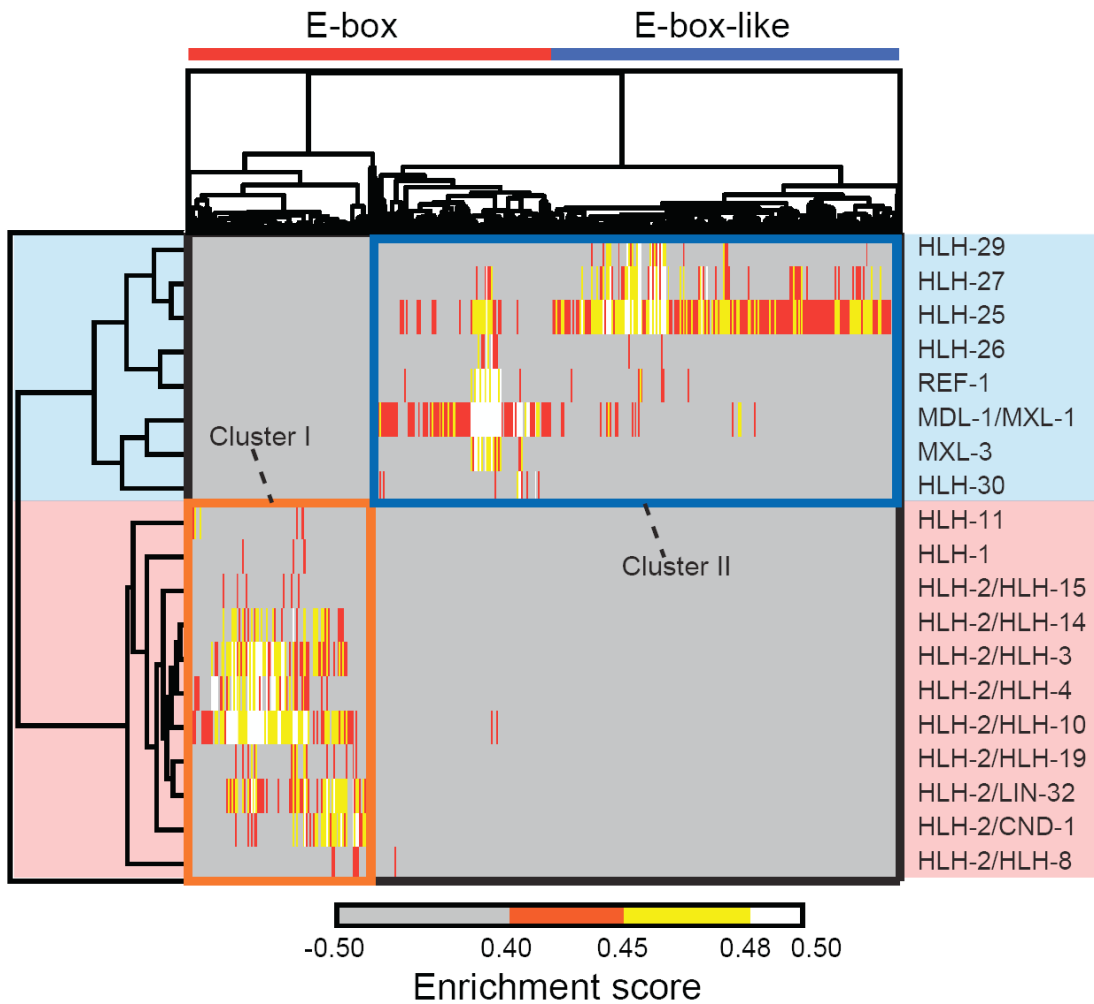 E-box E-box-like
HLH-29
HLH-27
HLH-25
HLH-26
REF-1
MDL-1/MXL-1
Cluster I
MXL-3
HLH-30
HLH-11
HLH-1
Cluster II
HLH-2/HLH-15
HLH-2/HLH-14
HLH-2/HLH-3
HLH-2/HLH-4
HLH-2/HLH-10
HLH-2/HLH-19
HLH-2/LIN-32
HLH-2/CND-1
HLH-2/HLH-8
-0.50 0.40 0.45 0.48 0.50
Enrichment score